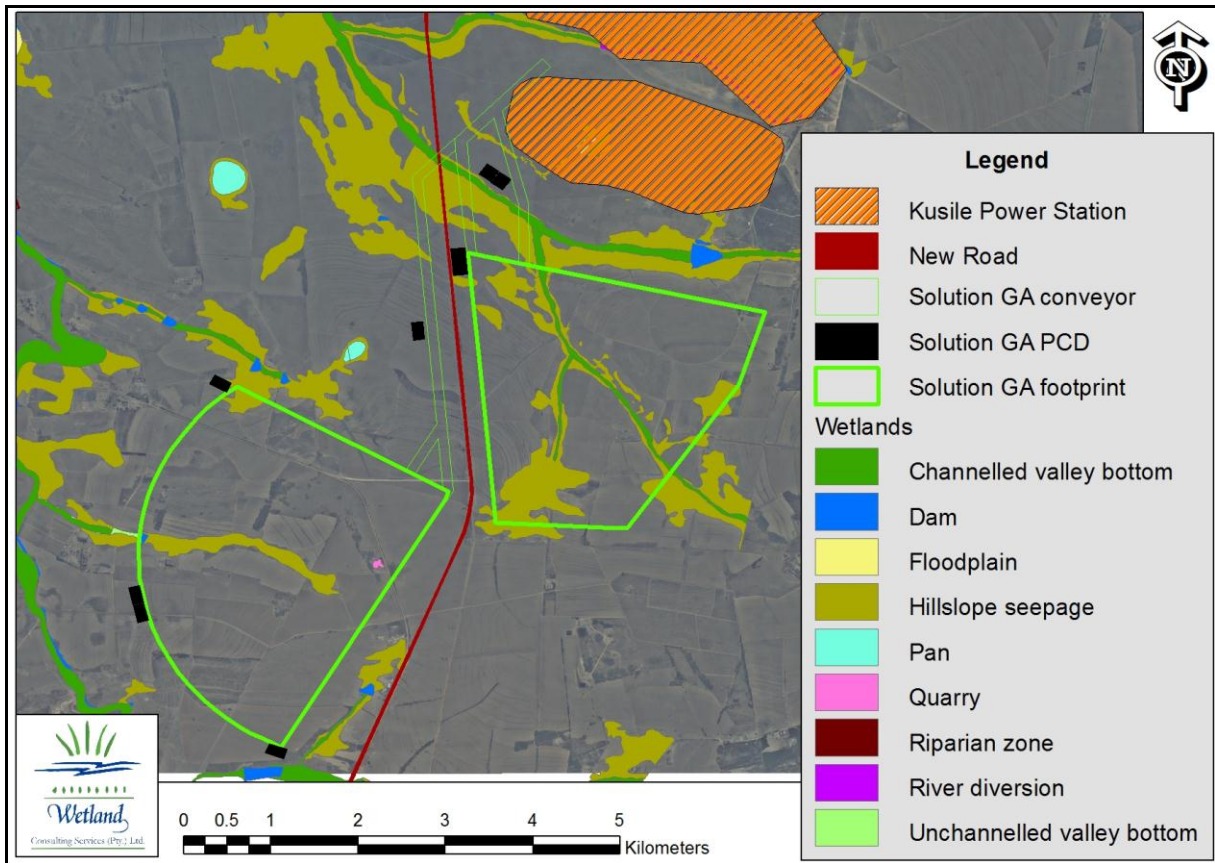 N
Legend
Kusile Power Station
New Road
Solution GA conveyor
Solution GA PCD
Solution GA footprint
Wetlands
Channelled valley bottom
Dam
Floodplain
Hillslope seepage
Pan
Quarry
Riparian zone
River diversion
Unchannelled valley bottom
Wetland
Consulting Services (Pty.) Ltd.
0 0.5 1 2 3 4 5
Kilometers